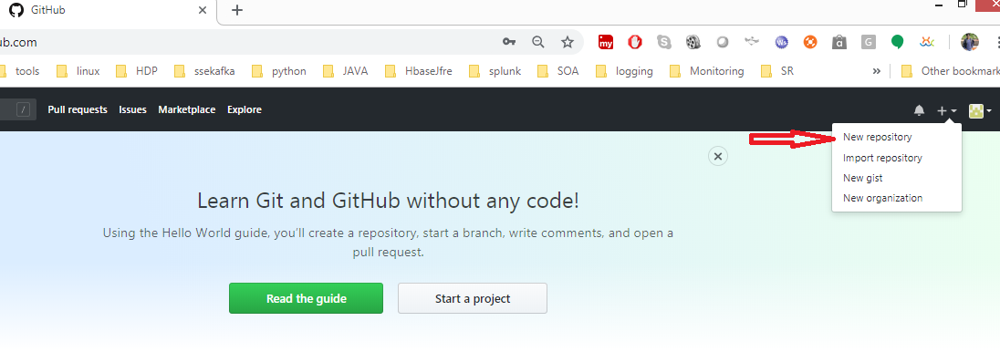 GitHub
ub.com
tools linux HDP ssekafka python JAVA HbaseJfre splunk SOA logging Monitoring SR » Other bookmark
/ Pull requests Issues Marketplace Explore
New repository
Import repository
New gist
New organization
Learn Git and GitHub without any code!
Using the Hello World guide, you’ll create a repository, start a branch, write comments, and open a
pull request.
Read the guide Start a project